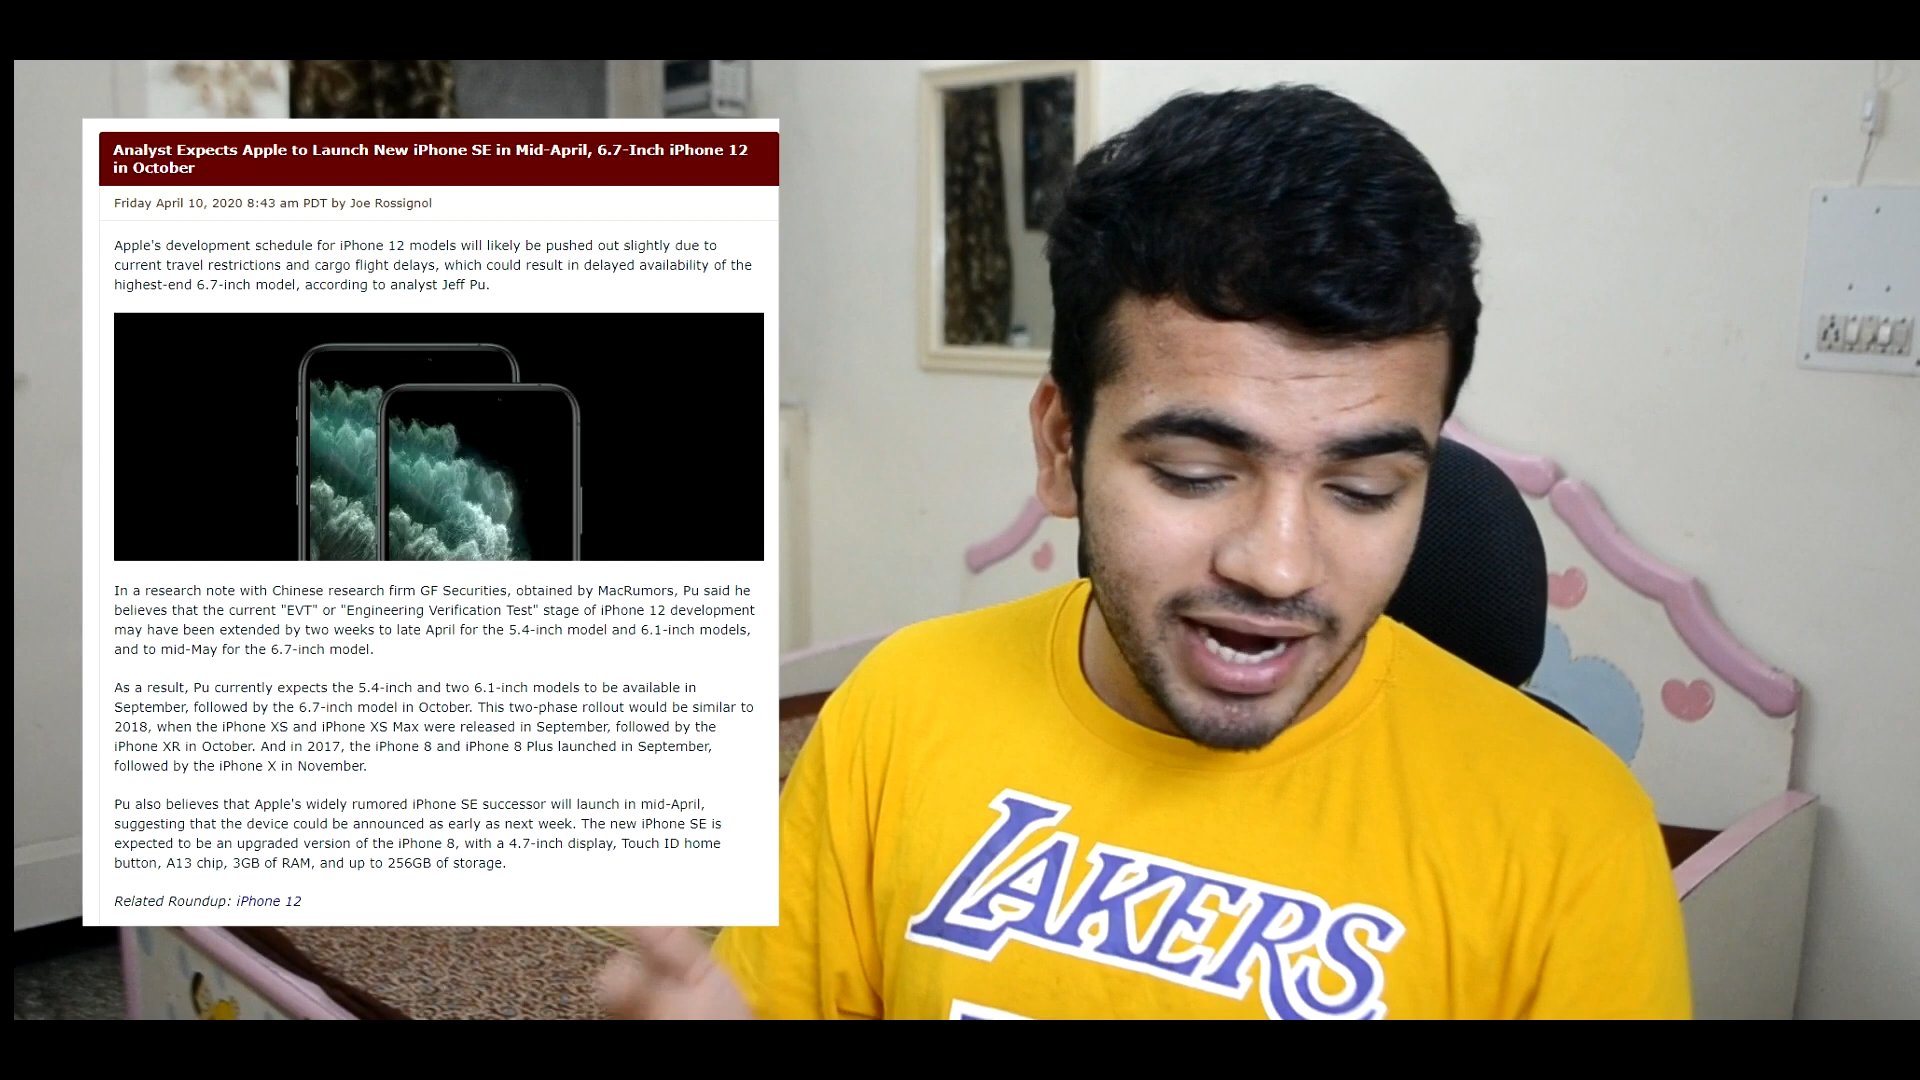 Analyst Expects Apple to Launch New iPhone SE in Mid-April, 6.7-Inch iPhone 12
in October
Friday April 10, 2020 8:43 am PDT by Joe Rossignol
Apple's development schedule for iPhone 12 models will likely be pushed out slightly due to
current travel restrictions and cargo flight delays, which could result in delayed availability of the
highest-end 6.7-inch model, according to analyst Jeff Pu.
In a research note with Chinese research firm GF Securities, obtained by MacRumors, Pu said he
believes that the current "EVT" or "Engineering Verification Test" stage of iPhone 12 development
may have been extended by two weeks to late April for the 5.4-inch model and 6.1-inch models,
and to mid-May for the 6.7-inch model.
As a result, Pu currently expects the 5.4-inch and two 6.1-inch models to be available in
September, followed by the 6.7-inch model in October. This two-phase rollout would be similar to
2018, when the iPhone XS and iPhone XS Max were released in September, followed by the
iPhone XR in October. And in 2017, the iPhone 8 and iPhone 8 Plus launched in September,
followed by the iPhone X in November.
Pu also believes that Apple's widely rumored iPhone SE successor will launch in mid-April,
suggesting that the device could be announced as early as next week. The new iPhone SE is
expected to be an upgraded version of the iPhone 8, with a 4.7-inch display, Touch ID home
button, A13 chip, 3GB of RAM, and up to 256GB of storage.
Related Roundup: iPhone 12
LAKERS